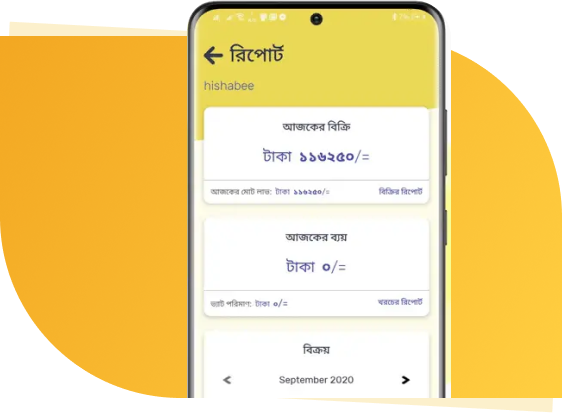 রিপোর্ট
hishabee
আজকের বিক্রি
টাকা ১১৬২৫০/=
আজকের মোট লাভ: টাকা ১১৬২৫০/= বিক্রির রিপোর্ট
আজকের ব্যয়
টাকা ০/=
ভ্যাট পরিমাণ: টাকা ০/= খরচের রিপোর্ট
বিক্রয়
September 2020